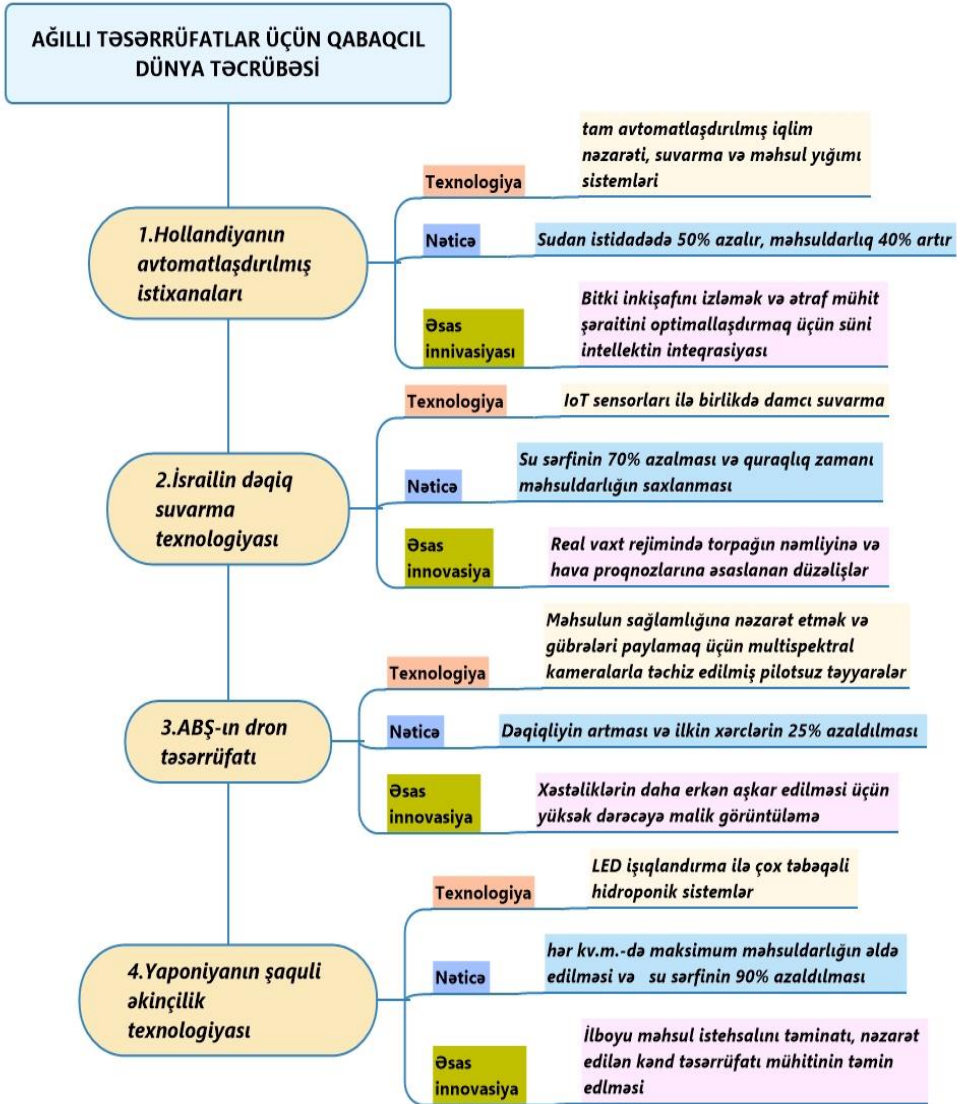 AĞILLI TƏSƏRRÜFATLAR ÜÇÜN QABAQCIL
DÜNYA TƏCRÜBƏSİ
1.Hollandiyanın
avtomatlaşdırılmış
istixanaları
Texnologiya
tam avtomatlaşdırılmış iqlim
nəzarəti, suvarma və məhsul yığımı
sistemləri
Nəticə
Sudan istidadədə 50% azalır, məhsuldarlıq 40% artır
Əsas
innivasiyası
Bitki inkişafını izləmək və ətraf mühit
şəraitini optimallaşdırmaq üçün süni
intellektin inteqrasiyası
2.İsrailin dəqiq
suvarma
texnologiyası
Texnologiya
IoT sensorları ilə birlikdə damcı suvarma
Nəticə
Su sərfinin 70% azalması və quraqlıq zamanı
məhsuldarlığın saxlanması
Əsas
innovasiya
Real vaxt rejimində torpağın nəmliyinə və
hava proqnozlarına əsaslanan düzəlişlər
3.ABŞ-ın dron
təsərrüfatı
Texnologiya
Məhsulun sağlamlığına nəzarət etmək və
gübrələri paylamaq üçün multispektral
kameralarla təchiz edilmiş pilotsuz təyyarələr
Nəticə
Dəqiqliyin artması və ilkin xərclərin 25% azaldılması
Əsas
innovasiya
Xəstəliklərin daha erkən aşkar edilməsi üçün
yüksək dərəcəyə malik görüntüləmə
4.Yaponiyanın şaquli
əkinçilik
texnologiyası
Texnologiya
LED işıqlandırma ilə çox təbəqəli
hidroponik sistemlər
Nəticə
hər kv.m.-də maksimum məhsuldarlığın əldə
edilməsi və su sərfinin 90% azaldılması
Əsas
innovasiya
İlboyu məhsul istehsalını təminatı, nəzarət
edilən kənd təsərrüfatı mühitinin təmin
edlməsi